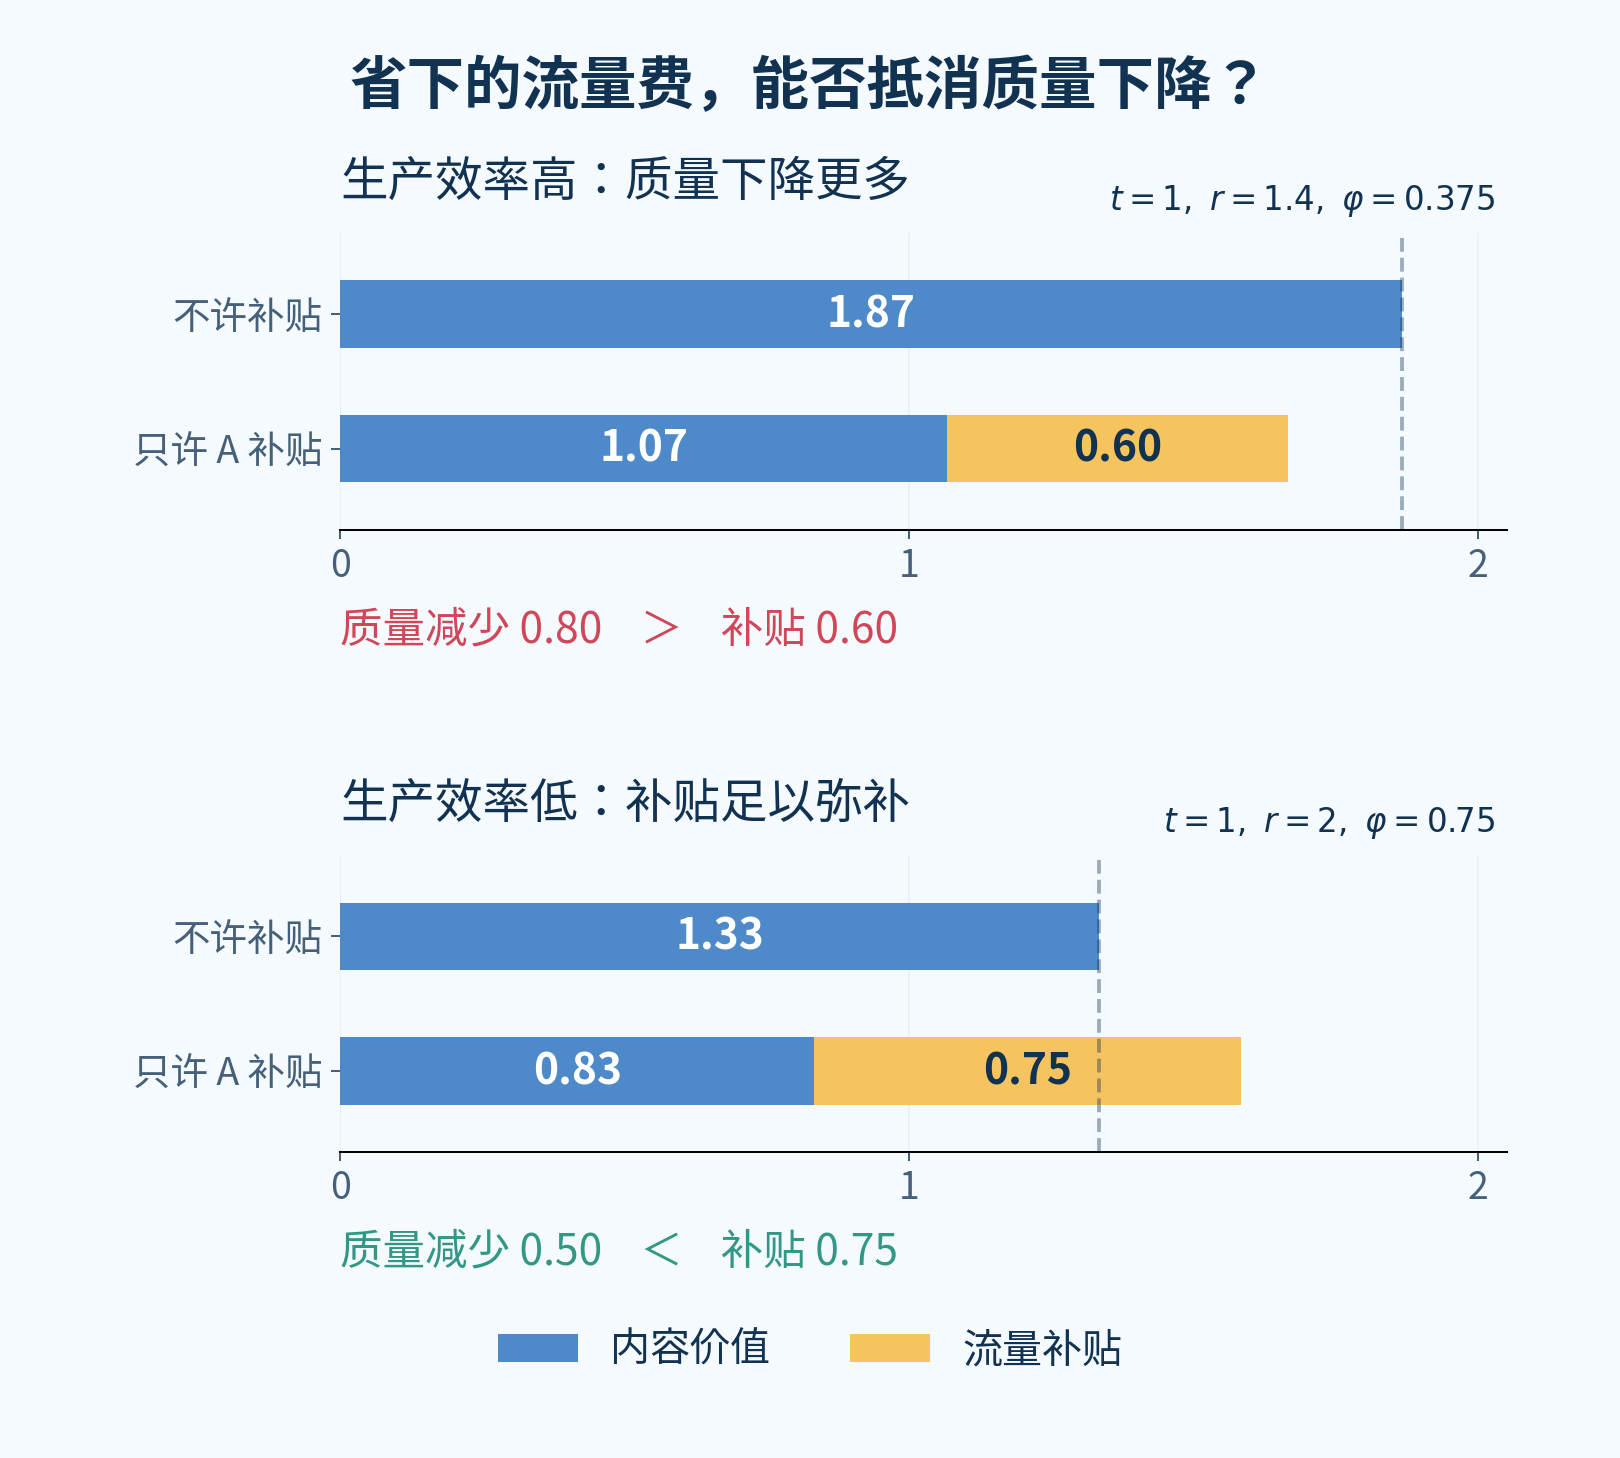 省下的流量费，能否抵消质量下降？
生产效率高：质量下降更多
t = 1, r = 1.4, φ = 0.375
不许补贴
1.87
只许 A 补贴
1.07
0.60
0 1 2
质量减少 0.80 > 补贴 0.60
生产效率低：补贴足以弥补
t = 1, r = 2, φ = 0.75
不许补贴
1.33
只许 A 补贴
0.83
0.75
0 1 2
质量减少 0.50 < 补贴 0.75
内容价值 流量补贴